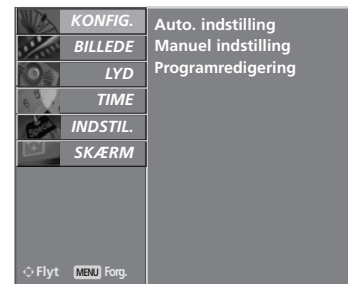 KONFIG.
BILLEDE
LYD
TIME
INDSTIL.
SKÆRM
Auto. indstilling
Manuel indstilling
Programredigering
Flyt MENU Forg.